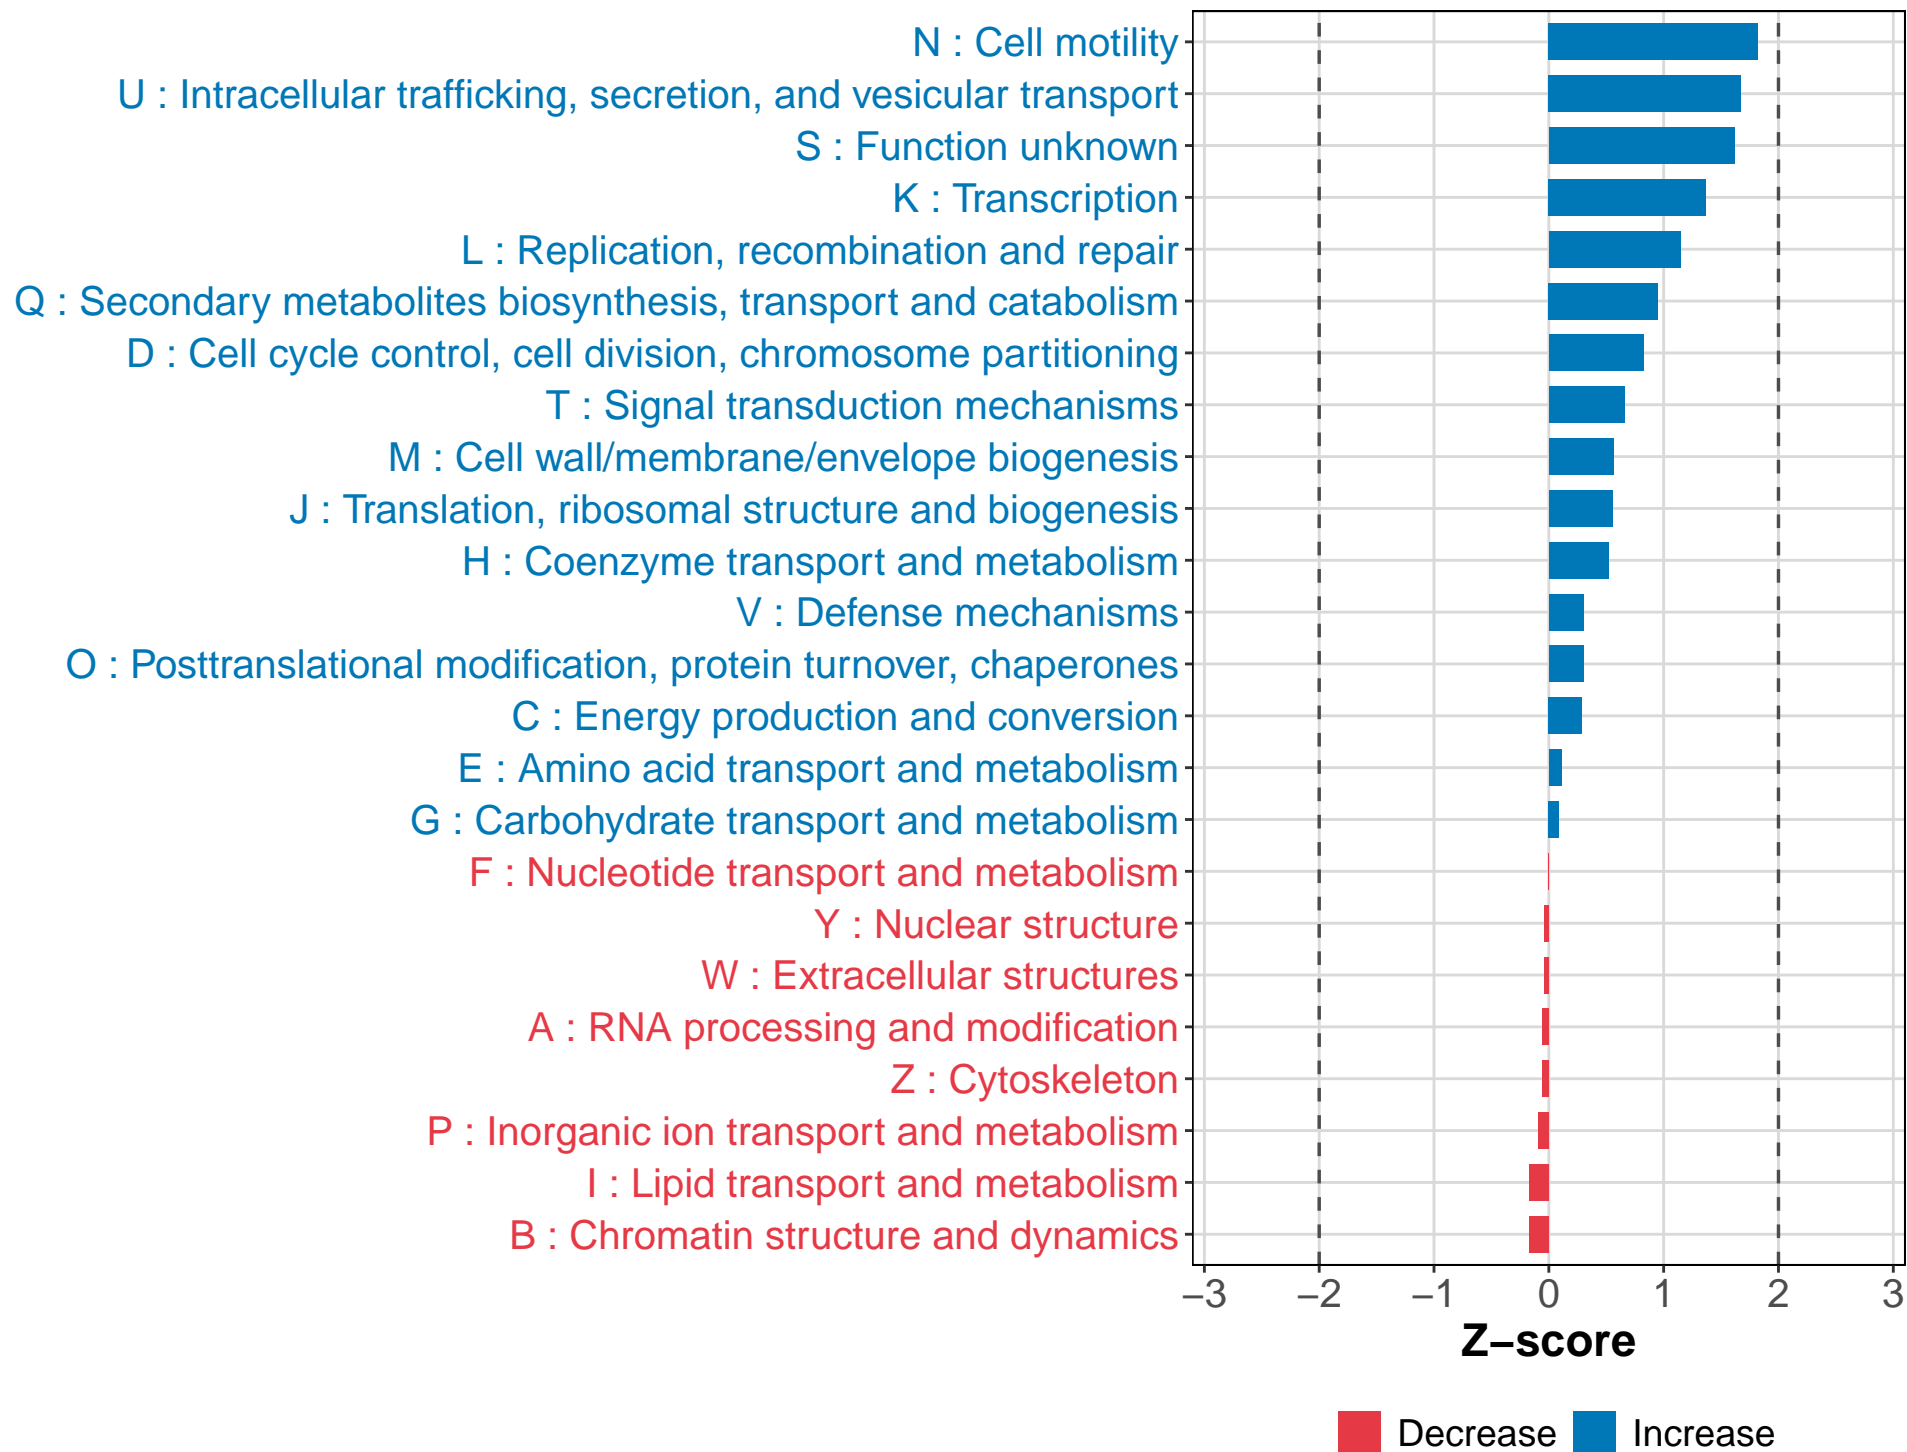 N : Cell motility
U : Intracellular trafficking, secretion, and vesicular transport
S : Function unknown
K : Transcription
L : Replication, recombination and repair
Q : Secondary metabolites biosynthesis, transport and catabolism
D : Cell cycle control, cell division, chromosome partitioning
T : Signal transduction mechanisms
M : Cell wall/membrane/envelope biogenesis
J : Translation, ribosomal structure and biogenesis
H : Coenzyme transport and metabolism
V : Defense mechanisms
O : Posttranslational modification, protein turnover, chaperones
C : Energy production and conversion
E : Amino acid transport and metabolism
G : Carbohydrate transport and metabolism
F : Nucleotide transport and metabolism
Y : Nuclear structure
W : Extracellular structures
A : RNA processing and modification
Z : Cytoskeleton
P : Inorganic ion transport and metabolism
I : Lipid transport and metabolism
B : Chromatin structure and dynamics
−3 −2 −1 0 1 2 3
Z−score
Decrease Increase